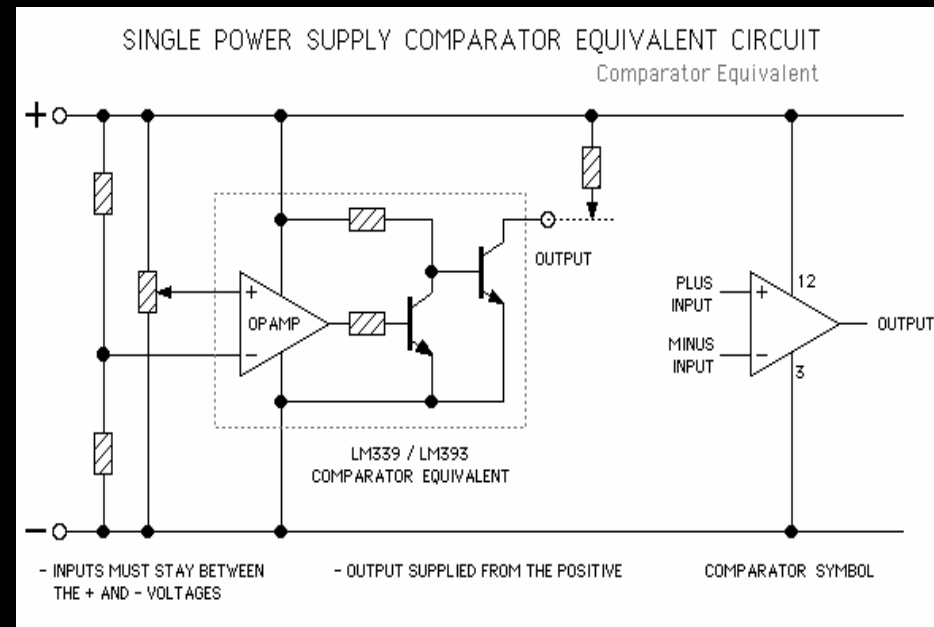 SINGLE POWER SUPPLY COMPARATOR EQUIVALENT CIRCUIT
Comparator Equivalent
+
OUTPUT
+
OPAMP
−
PLUS
INPUT
+
12
OUTPUT
MINUS
INPUT
−
3
LM339 / LM393
COMPARATOR EQUIVALENT
−
- INPUTS MUST STAY BETWEEN
THE + AND - VOLTAGES
- OUTPUT SUPPLIED FROM THE POSITIVE
COMPARATOR SYMBOL